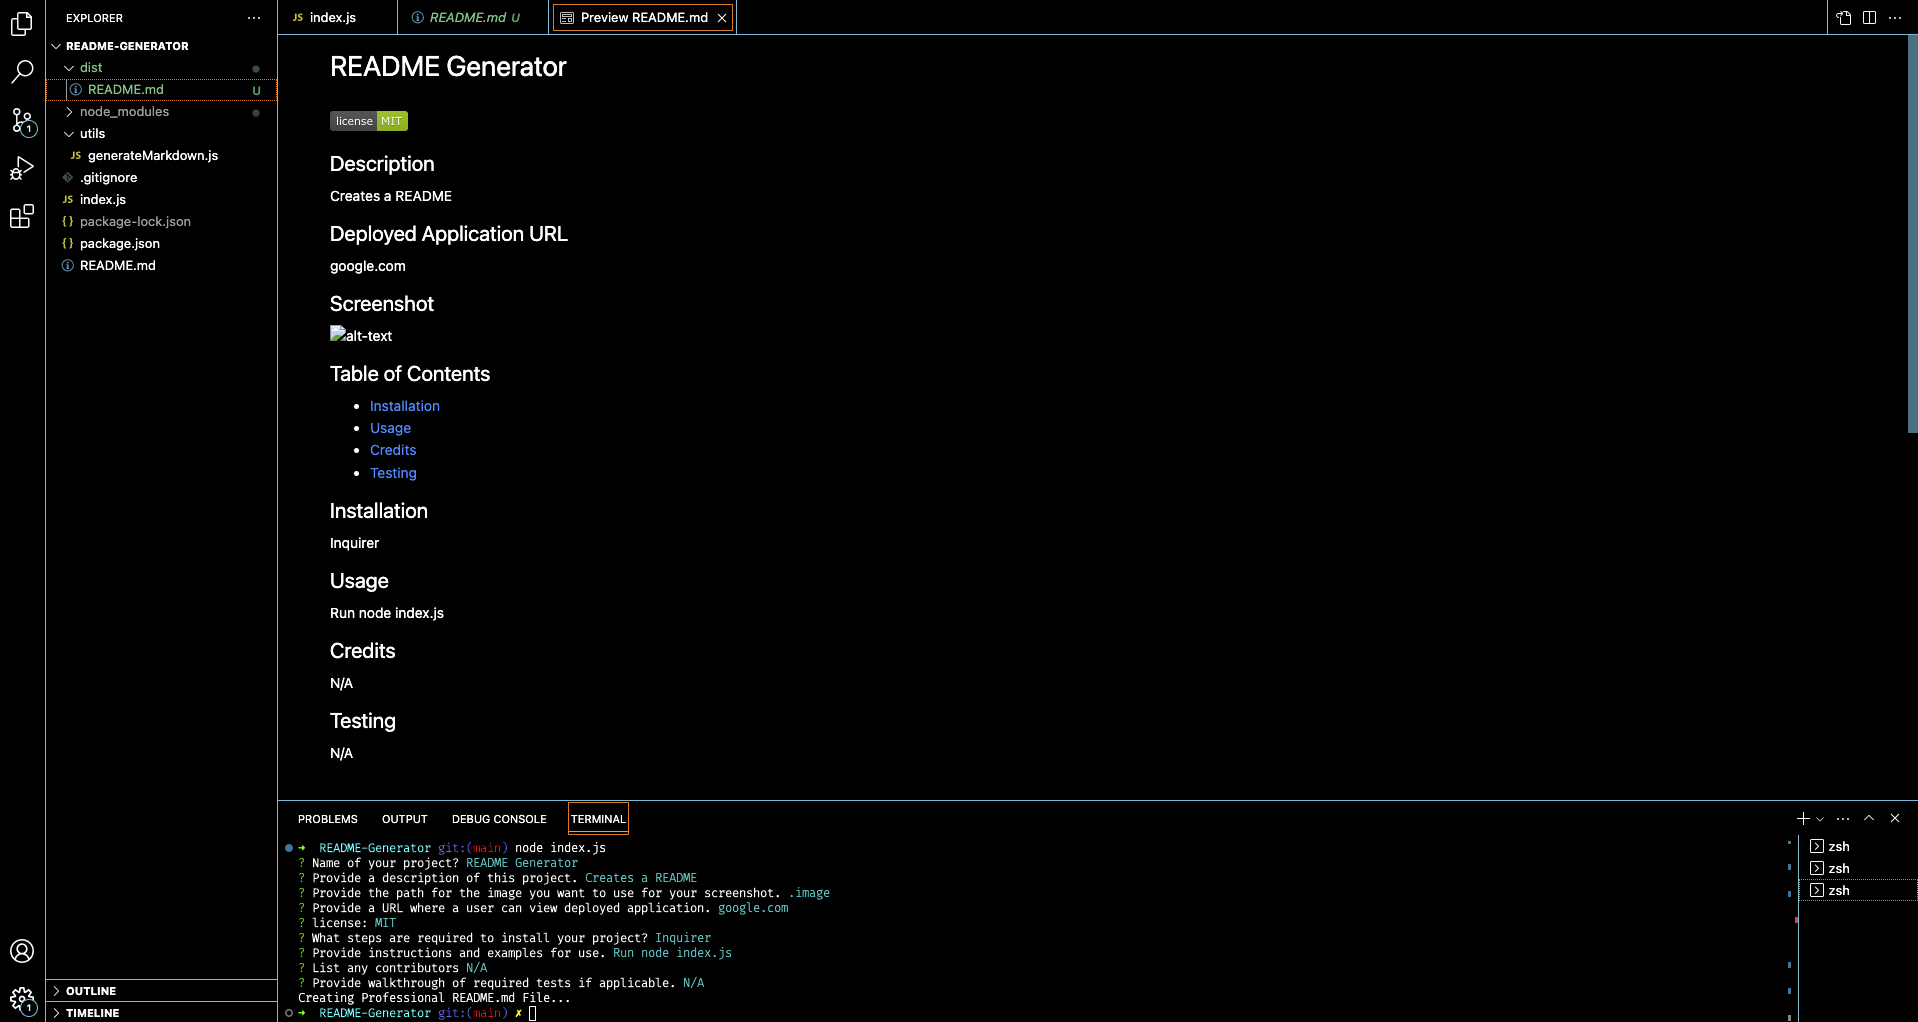 EXPLORER
README-GENERATOR
dist
README.md U
node_modules
utils
JS generateMarkdown.js
.gitignore
JS index.js
{} package-lock.json
{} package.json
README.md
OUTLINE
TIMELINE
1
1
JS index.js
README.md U
Preview README.md
README Generator
license MIT
Description
Creates a README
Deployed Application URL
google.com
Screenshot
alt-text
Table of Contents
• Installation
• Usage
• Credits
• Testing
Installation
Inquirer
Usage
Run node index.js
Credits
N/A
Testing
N/A
PROBLEMS OUTPUT DEBUG CONSOLE TERMINAL
➜ README-Generator git:(main) node index.js
? Name of your project? README Generator
? Provide a description of this project. Creates a README
? Provide the path for the image you want to use for your screenshot. .image
? Provide a URL where a user can view deployed application. google.com
? license: MIT
? What steps are required to install your project? Inquirer
? Provide instructions and examples for use. Run node index.js
? List any contributors N/A
? Provide walkthrough of required tests if applicable. N/A
Creating Professional README.md File...
➜ README-Generator git:(main) ✗
zsh
zsh
zsh